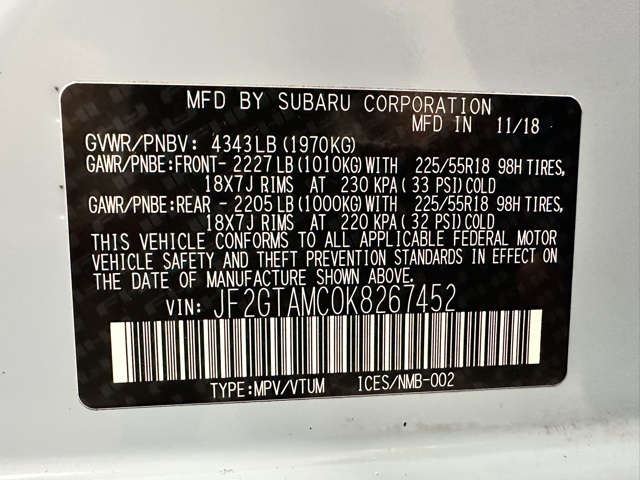 MFD BY SUBARU CORPORATION
MFD IN 11/18
GVWR/PNBV: 4343LB (1970KG)
GAWR/PNBE:FRONT- 2227LB (1010KG) WITH 225/55R18 98H TIRES,
18X7J RIMS AT 230 KPA( 33 PSI) COLD
GAWR/PNBE:REAR - 2205LB (1000KG) WITH 225/55R18 98H TIRES,
18X7J RIMS AT 220 KPA( 32 PSI) COLD
THIS VEHICLE CONFORMS TO ALL APPLICABLE FEDERAL MOTOR
VEHICLE SAFETY AND THEFT PREVENTION STANDARDS IN EFFECT ON
THE DATE OF MANUFACTURE SHOWN ABOVE.
VIN: JF2GTAMC0K8267452
TYPE:MPV/VTUM ICES/NMB-002